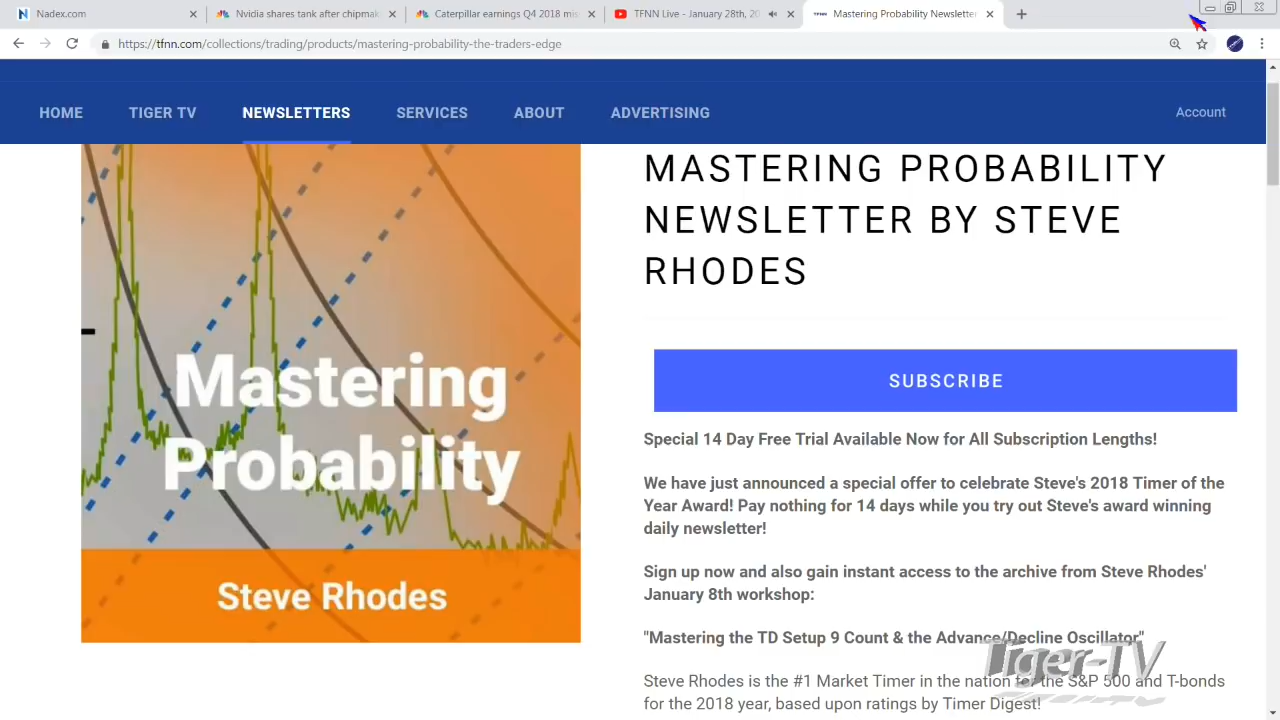 Nadex.com
Nvidia shares tank after chipmak
Caterpillar earnings Q4 2018 mis
TFNN Live - January 28th, 20
TFNN
Mastering Probability Newsletter
https://tfnn.com/collections/trading/products/mastering-probability-the-traders-edge
HOME
TIGER TV
NEWSLETTERS
SERVICES
ABOUT
ADVERTISING
Account
Mastering
Probability
Steve Rhodes
MASTERING PROBABILITY
NEWSLETTER BY STEVE
RHODES
SUBSCRIBE
Special 14 Day Free Trial Available Now for All Subscription Lengths!
We have just announced a special offer to celebrate Steve's 2018 Timer of the
Year Award! Pay nothing for 14 days while you try out Steve's award winning
daily newsletter!
Sign up now and also gain instant access to the archive from Steve Rhodes'
January 8th workshop:
"Mastering the TD Setup 9 Count & the Advance/Decline Oscillator"
Steve Rhodes is the #1 Market Timer in the nation for the S&P 500 and T-bonds
for the 2018 year, based upon ratings by Timer Digest!
Tiger-TV